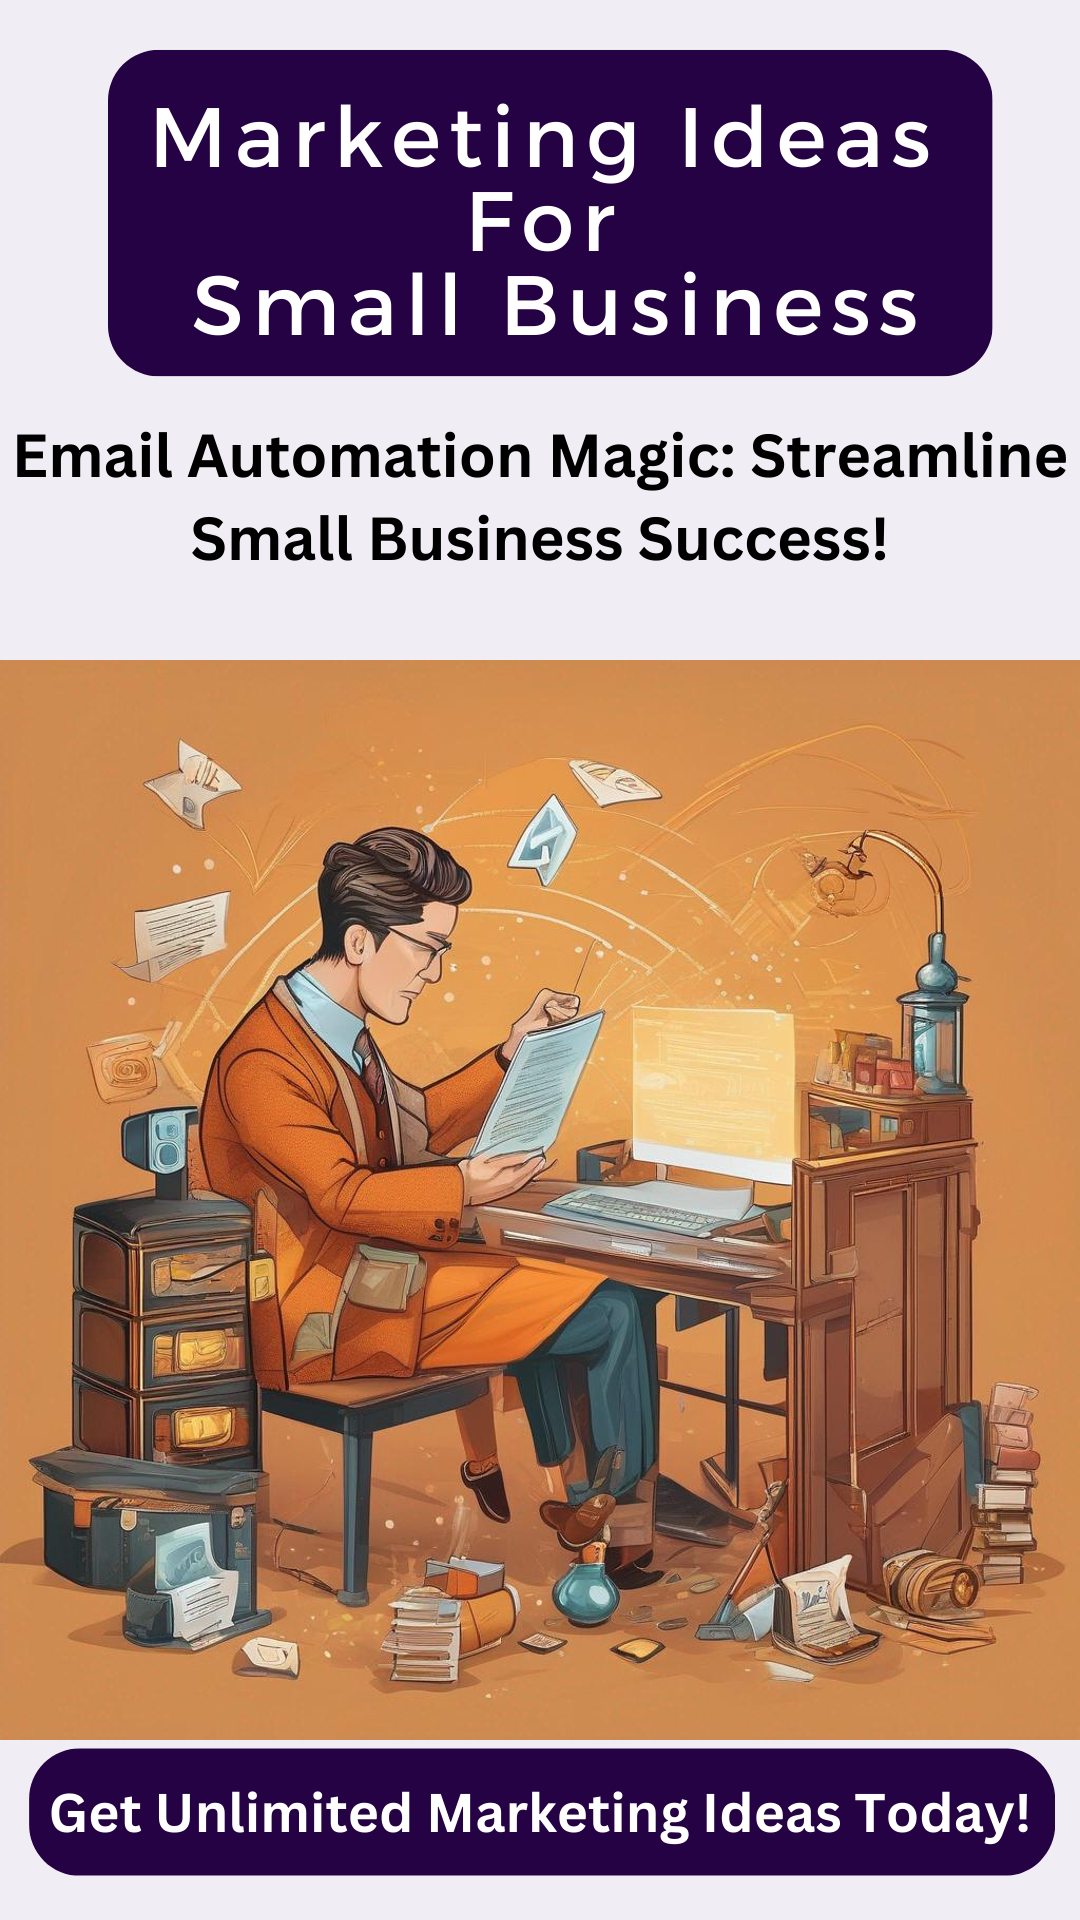 Marketing Ideas
For
Small Business
Email Automation Magic: Streamline
Small Business Success!
Get Unlimited Marketing Ideas Today!